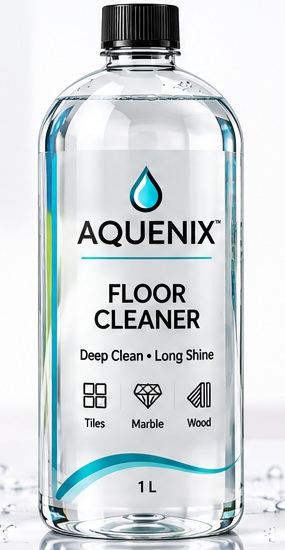 AQUENIX™
FLOOR
CLEANER
Deep Clean • Long Shine
Tiles
Marble
Wood
1 L